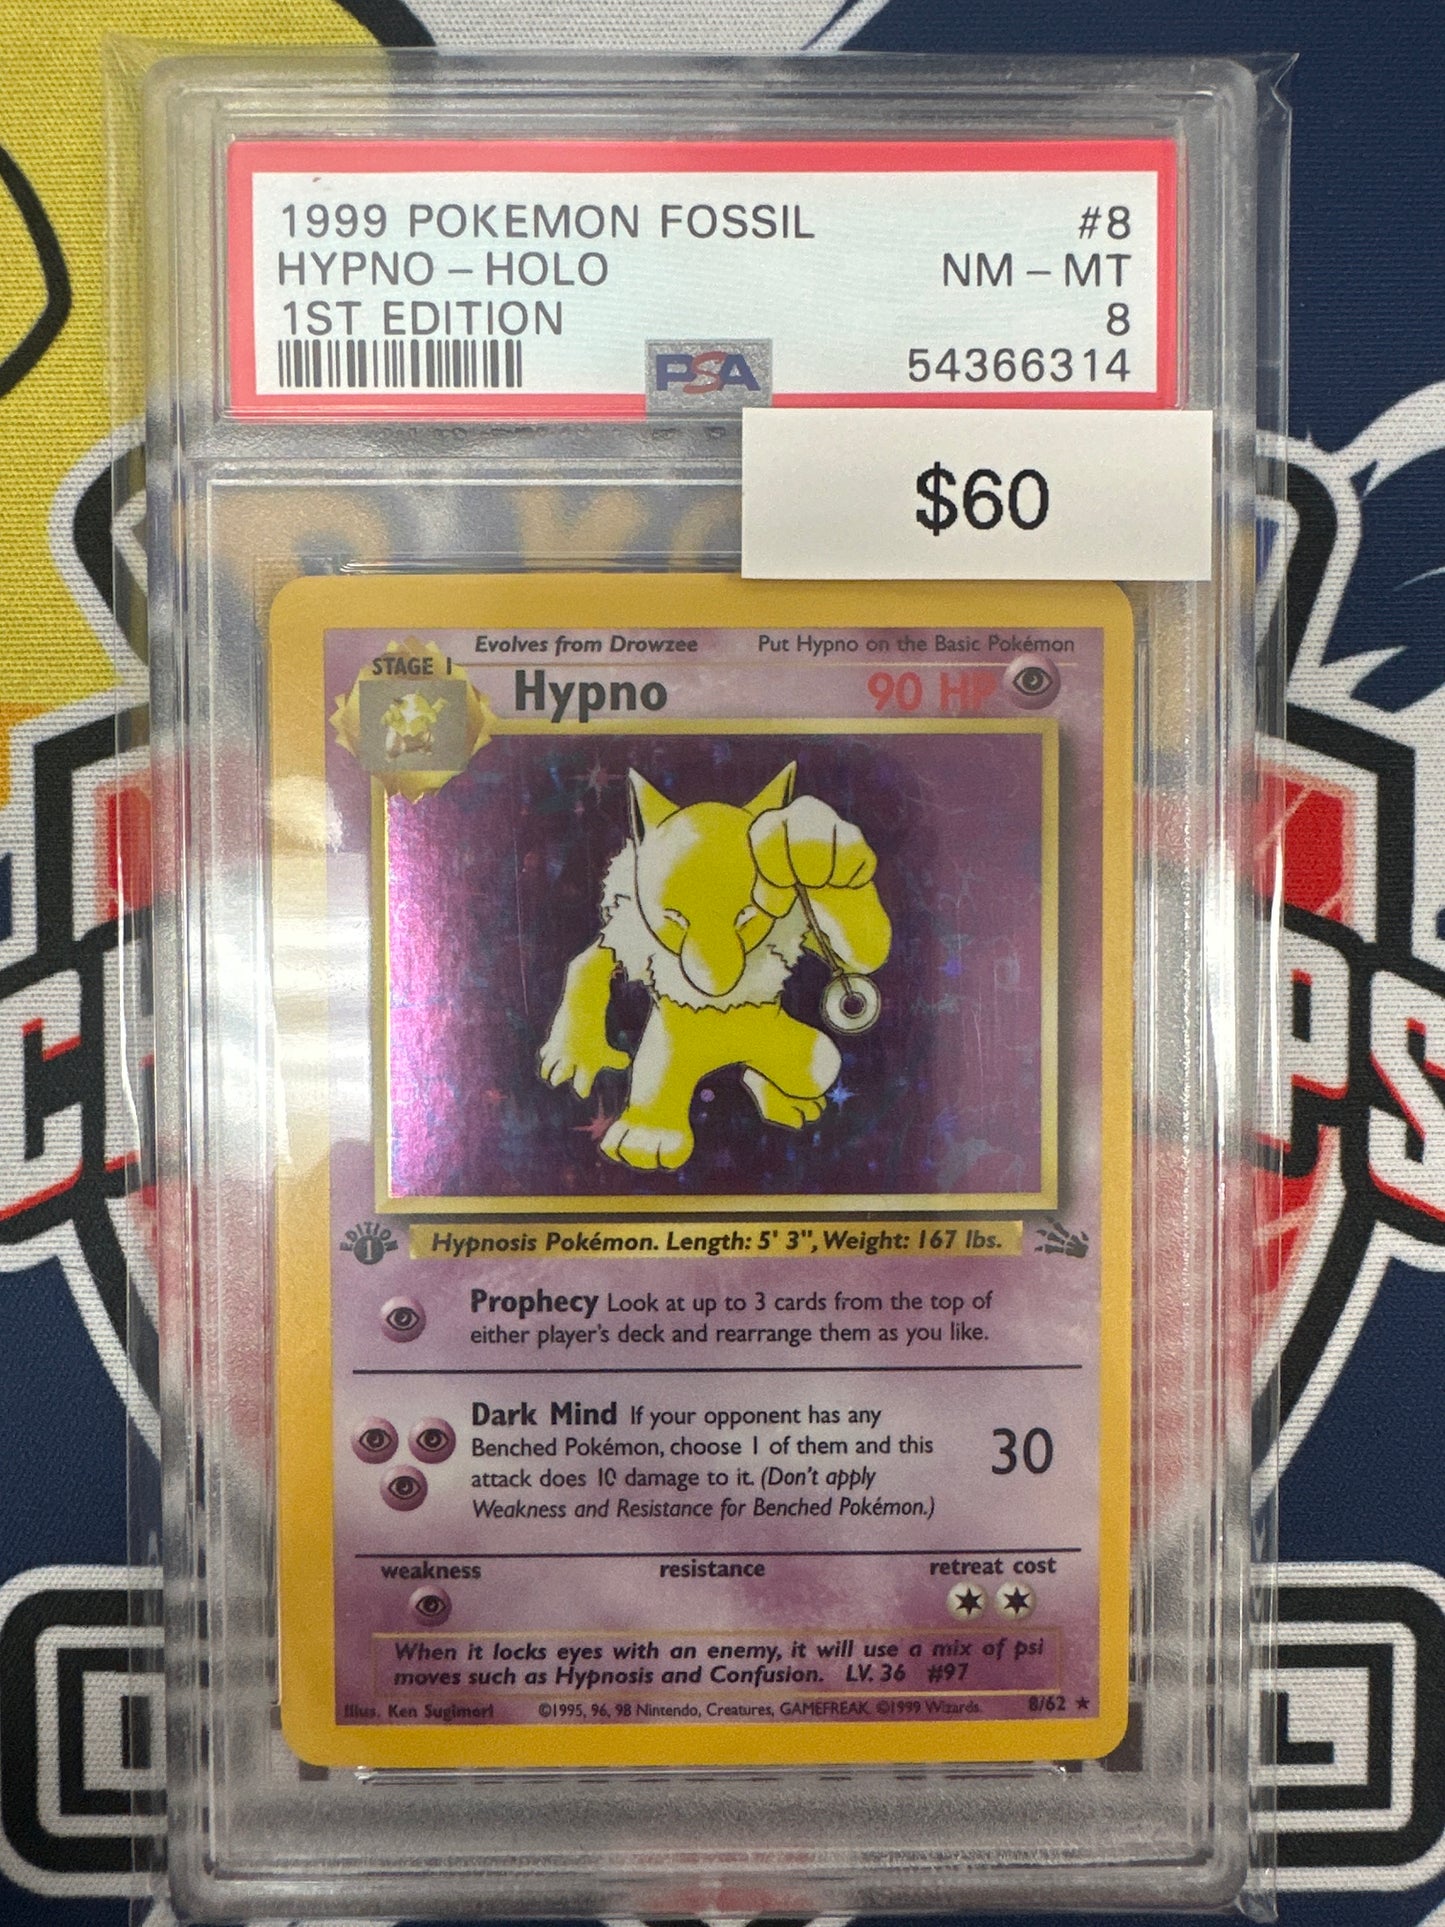 1999 POKEMON FOSSIL #8
HYPNO – HOLO NM – MT
1ST EDITION 8
PSA 54366314
$60
Evolves from Drowzee Put Hypno on the Basic Pokémon
STAGE 1
Hypno 90 HP
EDITION 1
Hypnosis Pokémon. Length: 5' 3", Weight: 167 lbs.
Prophecy Look at up to 3 cards from the top of
either player's deck and rearrange them as you like.
Dark Mind If your opponent has any
Benched Pokémon, choose 1 of them and this
attack does 10 damage to it. (Don't apply
Weakness and Resistance for Benched Pokémon.)
30
weakness resistance retreat cost
When it locks eyes with an enemy, it will use a mix of psi
moves such as Hypnosis and Confusion. LV. 36 #97
Illus. Ken Sugimori ©1995, 96, 98 Nintendo, Creatures, GAMEFREAK. ©1999 Wizards. 8/62 ★